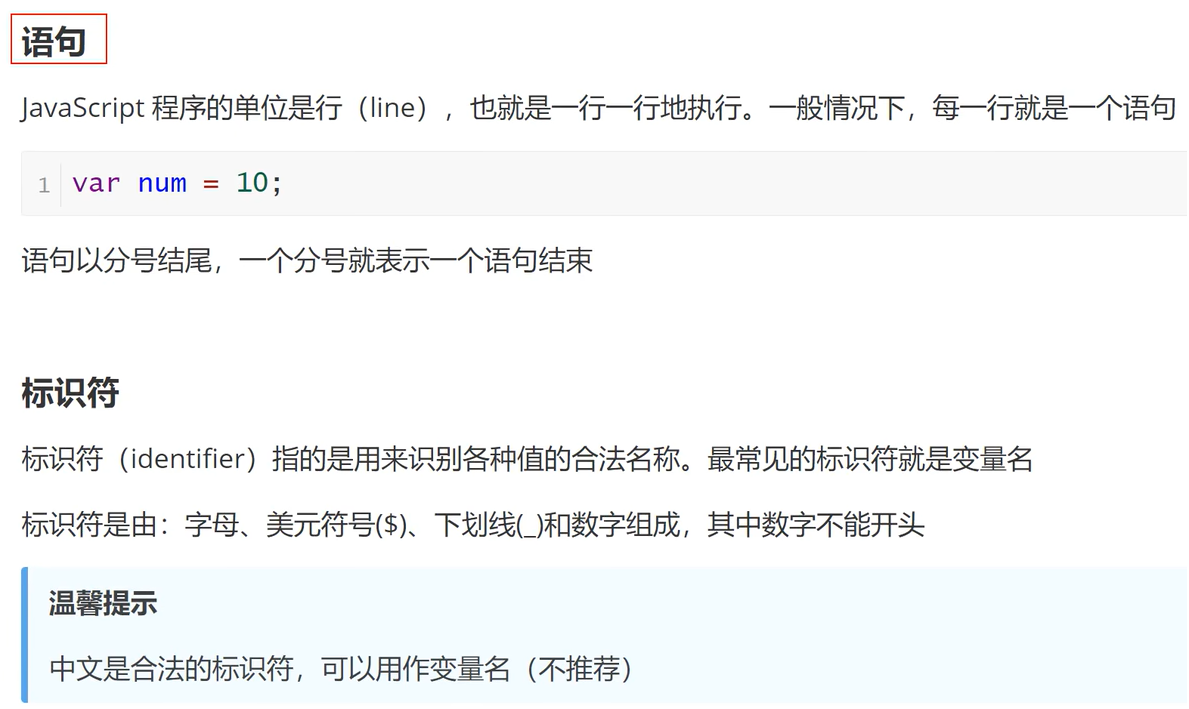 语句
JavaScript 程序的单位是行（line），也就是一行一行地执行。一般情况下，每一行就是一个语句
1 var num = 10;
语句以分号结尾，一个分号就表示一个语句结束
标识符
标识符（identifier）指的是用来识别各种值的合法名称。最常见的标识符就是变量名
标识符是由：字母、美元符号($)、下划线(_)和数字组成，其中数字不能开头
温馨提示
中文是合法的标识符，可以用作变量名（不推荐）